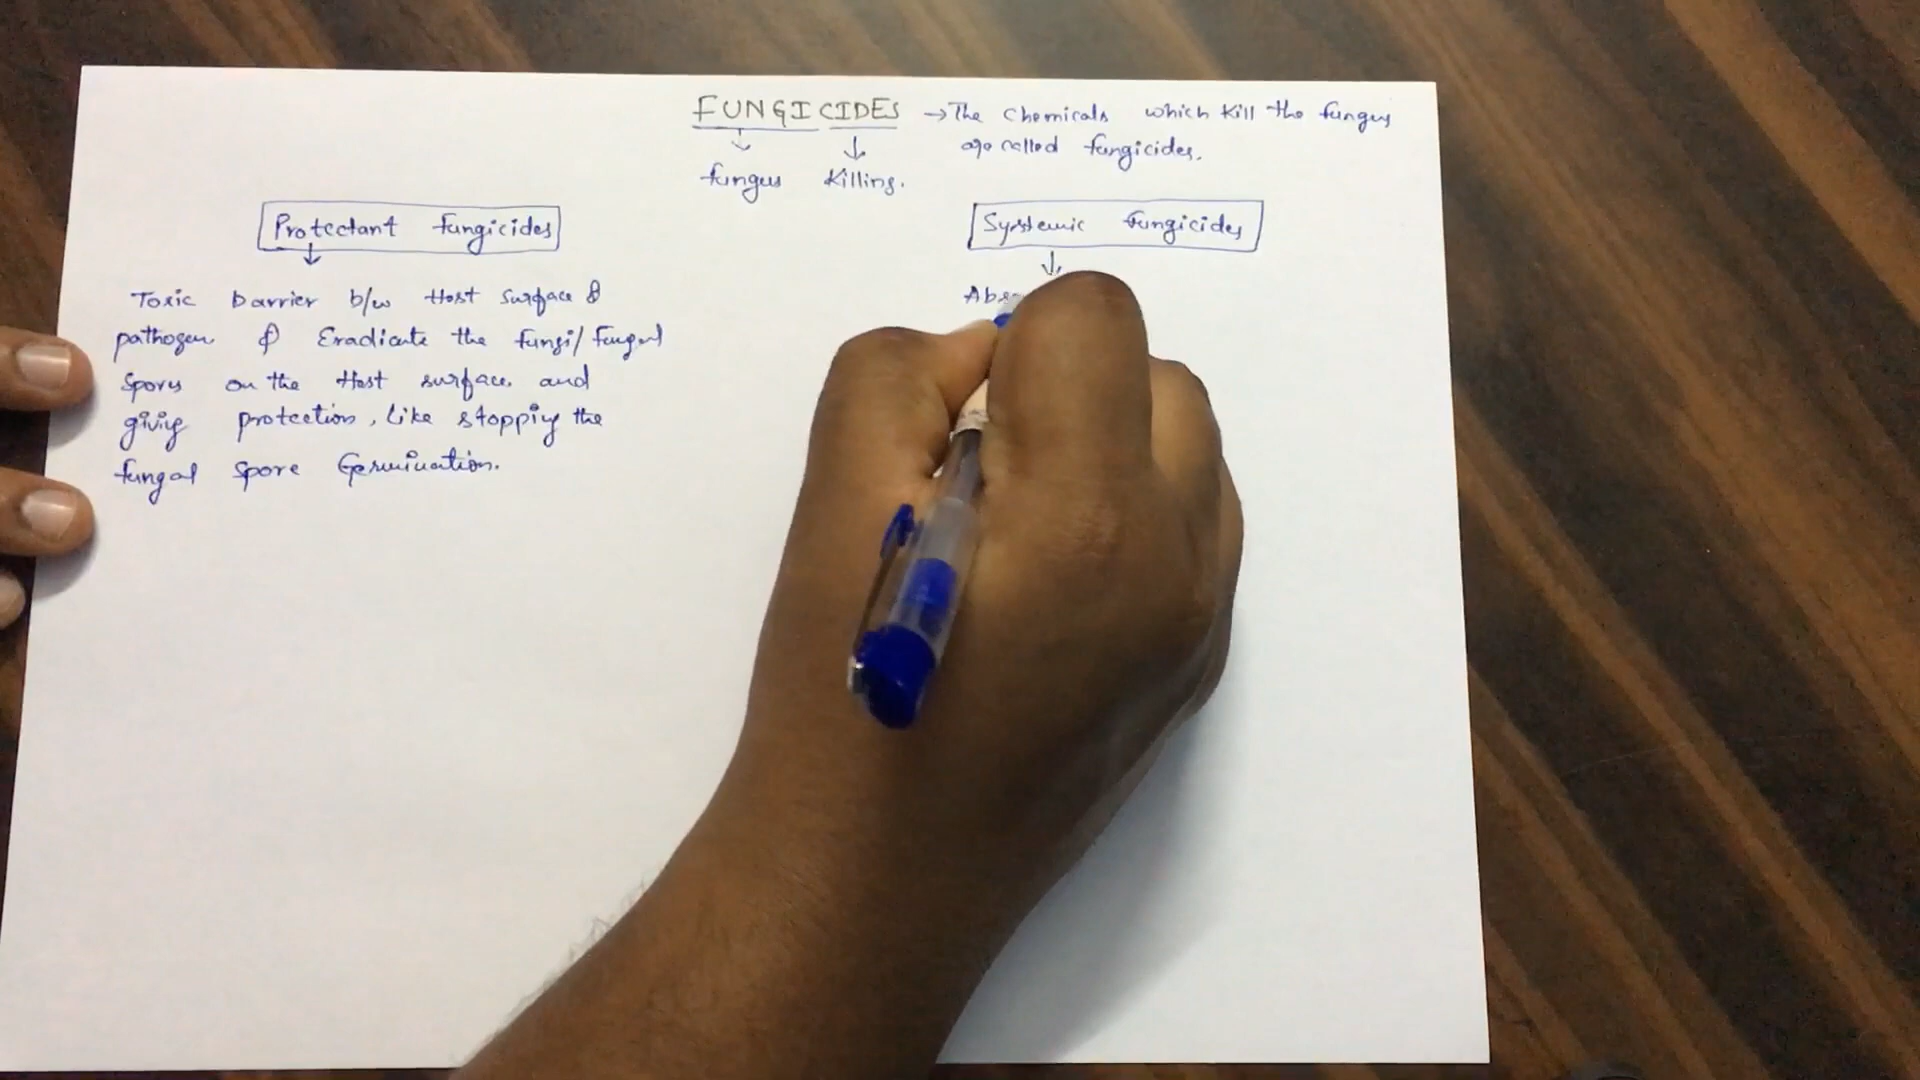 FUNGICIDES → The Chemicals which kill the fungus
are called fungicides.
↓ ↓
fungus Killing.
Protectant fungicides
↓
Toxic barrier b/w Host surface &
pathogen & Eradicate the fungi/fungal
spores on the Host surface and
giving protection, like stopping the
fungal spore Germination.
Systemic fungicides
↓